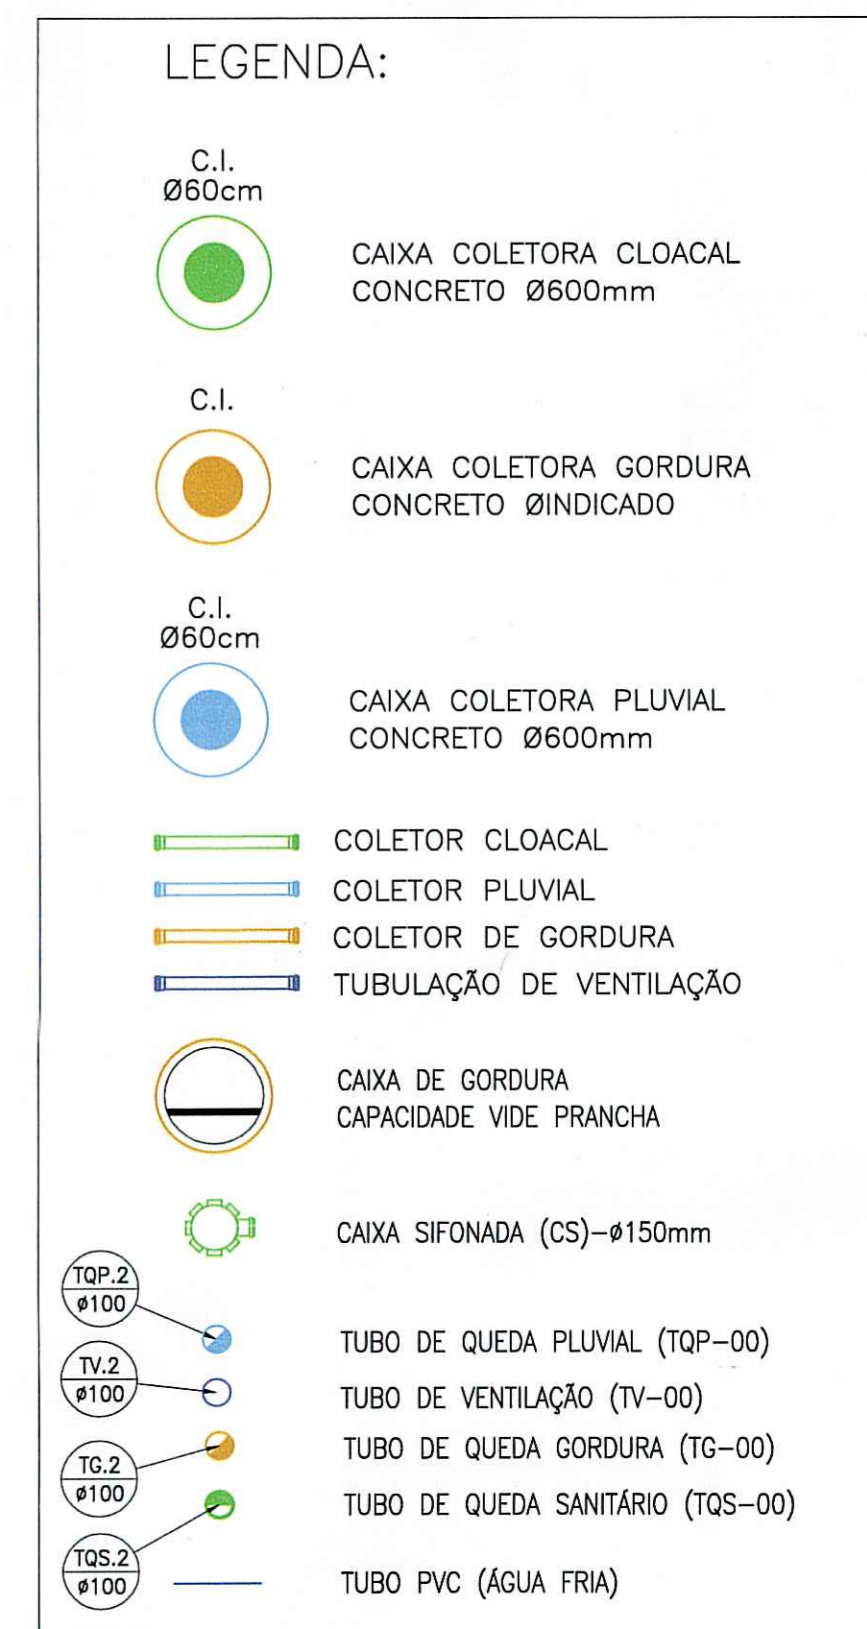 LEGENDA:
C.I.
Ø60cm
CAIXA COLETORA CLOACAL
CONCRETO Ø600mm
C.I.
CAIXA COLETORA GORDURA
CONCRETO ØINDICADO
C.I.
Ø60cm
CAIXA COLETORA PLUVIAL
CONCRETO Ø600mm
COLETOR CLOACAL
COLETOR PLUVIAL
COLETOR DE GORDURA
TUBULAÇÃO DE VENTILAÇÃO
CAIXA DE GORDURA
CAPACIDADE VIDE PRANCHA
CAIXA SIFONADA (CS)-ø150mm
TQP.2
ø100
TUBO DE QUEDA PLUVIAL (TQP-00)
TV.2
ø100
TUBO DE VENTILAÇÃO (TV-00)
TG.2
ø100
TUBO DE QUEDA GORDURA (TG-00)
TUBO DE QUEDA SANITÁRIO (TQS-00)
TQS.2
ø100
TUBO PVC (ÁGUA FRIA)